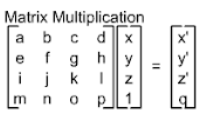 Matrix Multiplication
a b c d x x'
e f g h y = y'
i j k l z z'
m n o p 1 q